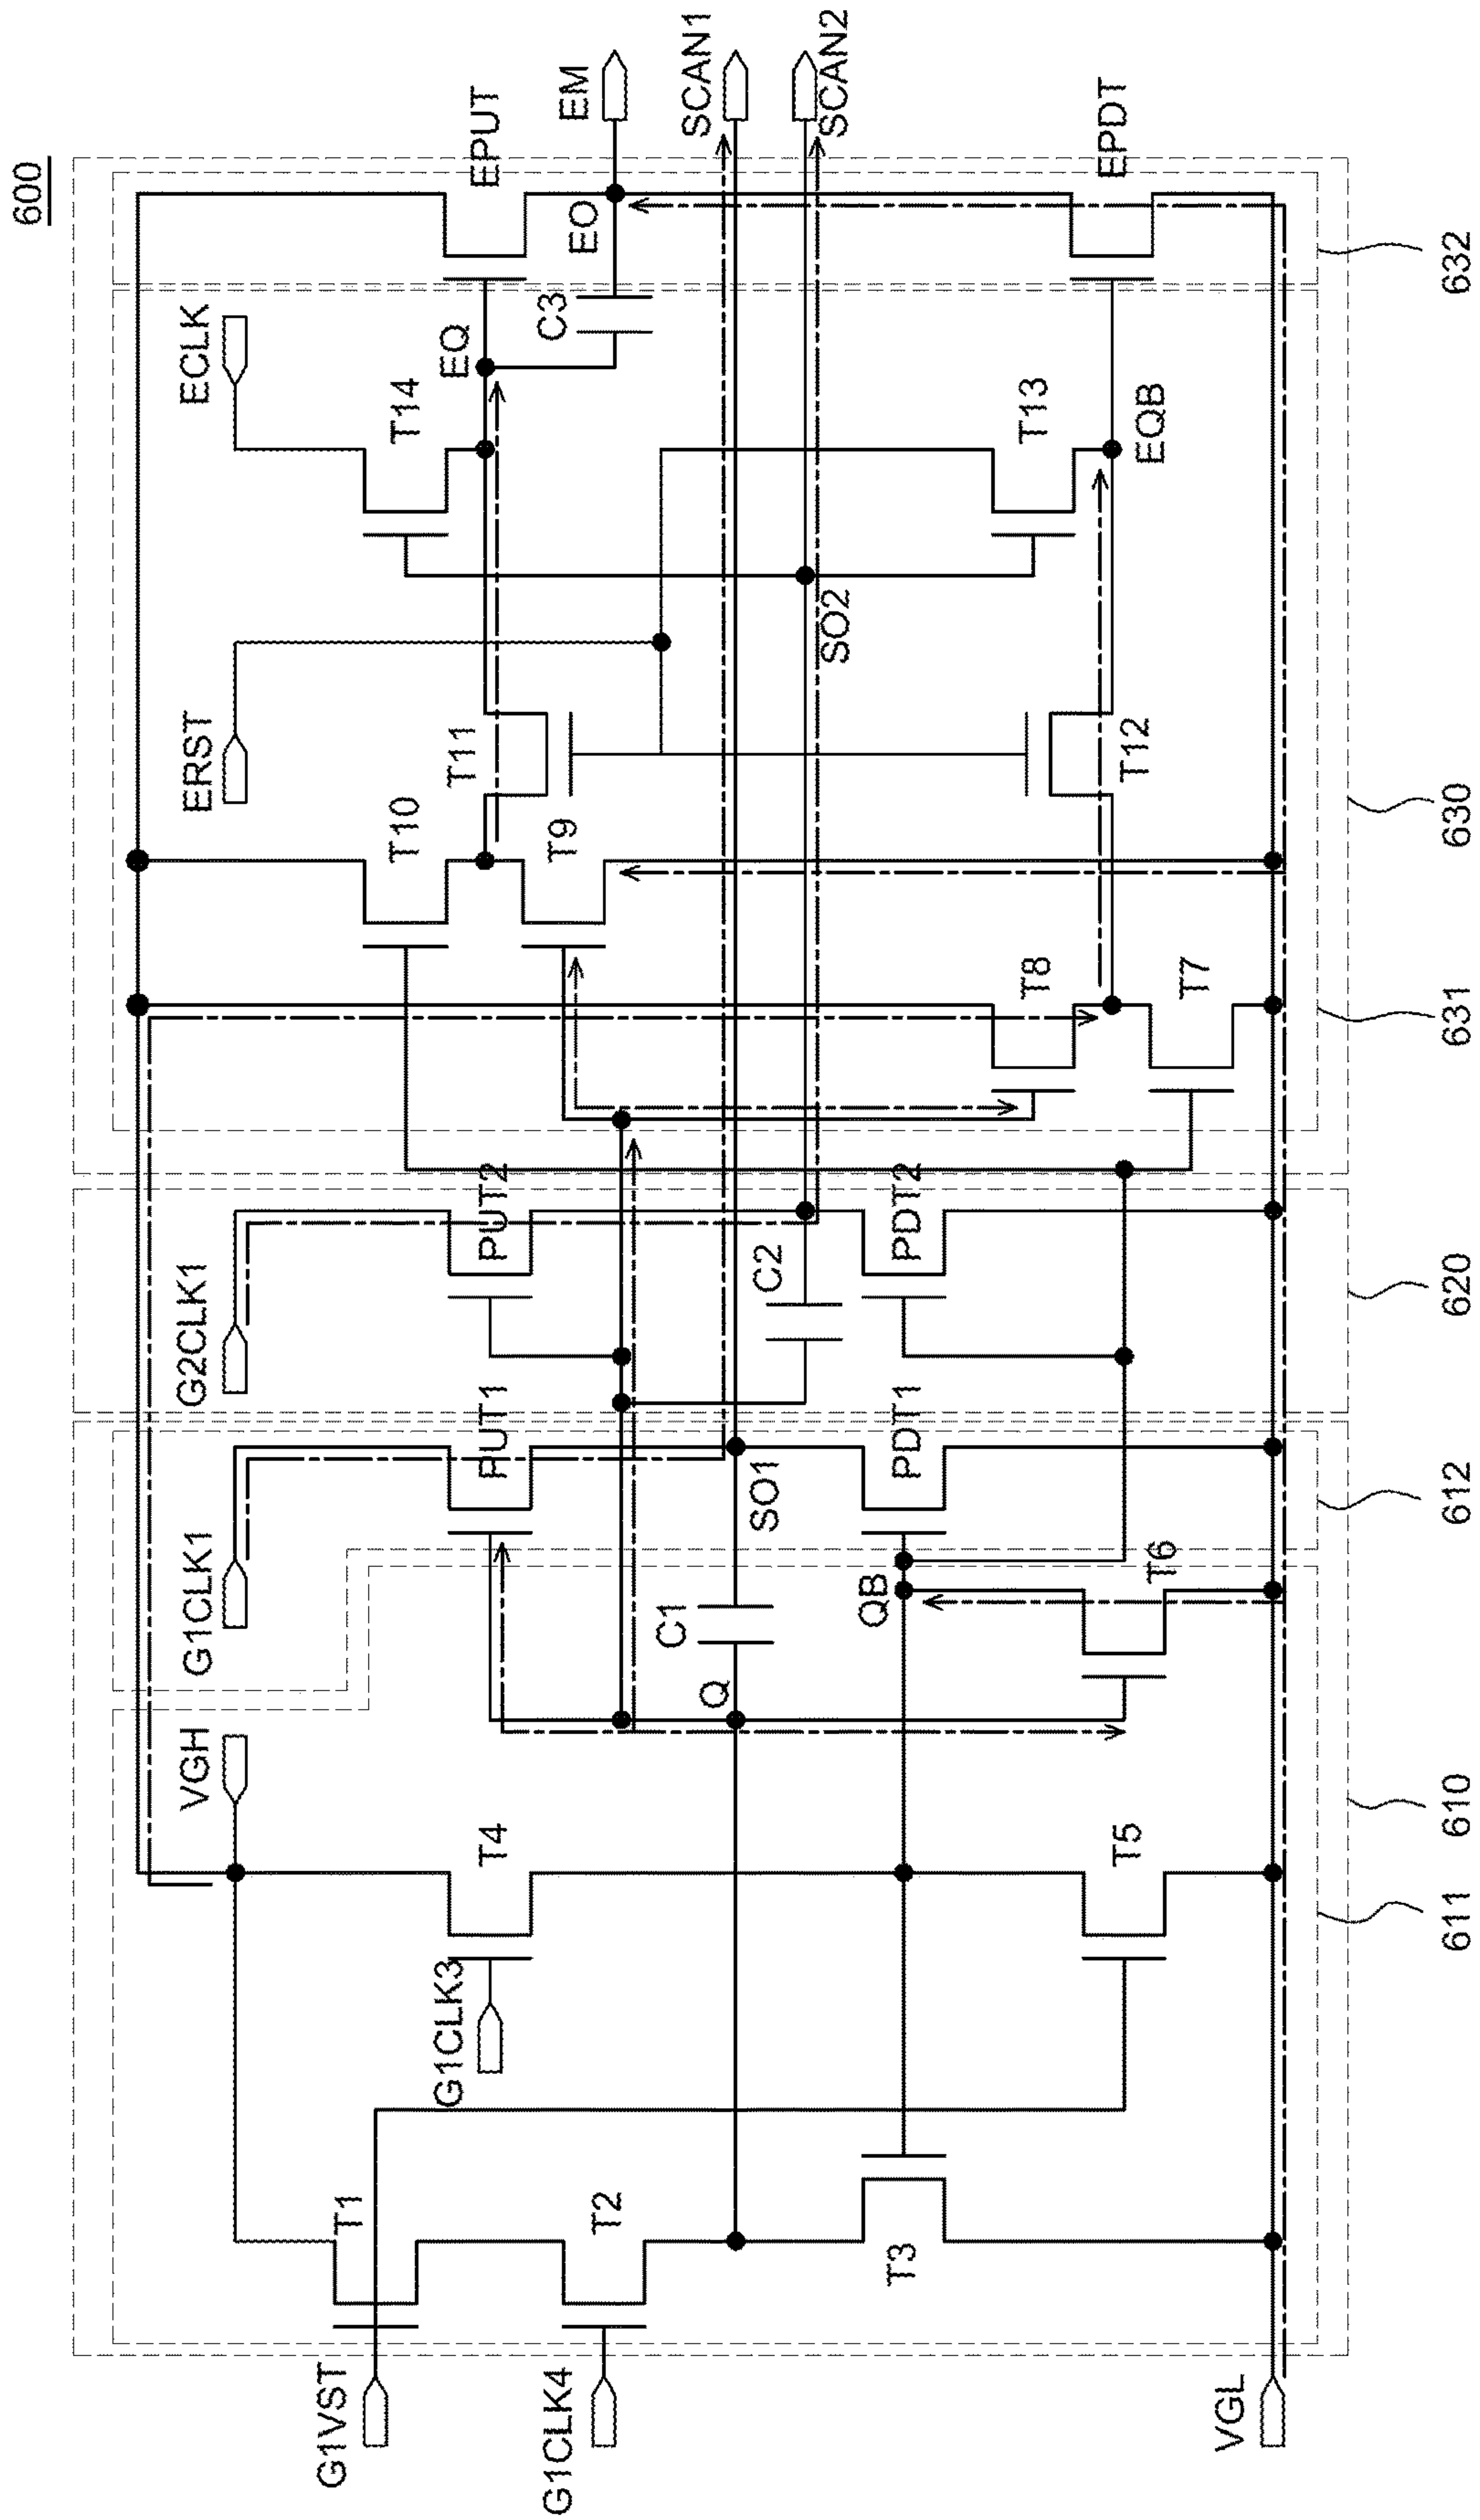 600
EM
SCAN1
SCAN2
EPUT
EPDT
EO
632
ECLK
C3
EQ
T14
T13
EQB
SO2
ERST
T11
T12
630
T10
T9
T8
T7
631
PUT2
PDT2
G2CLK1
C2
620
PUT1
PDT1
SO1
612
G1CLK1
T6
QB
C1
Q
VGH
610
T4
T5
611
G1CLK3
T1
T2
T3
G1VST
G1CLK4
VGL